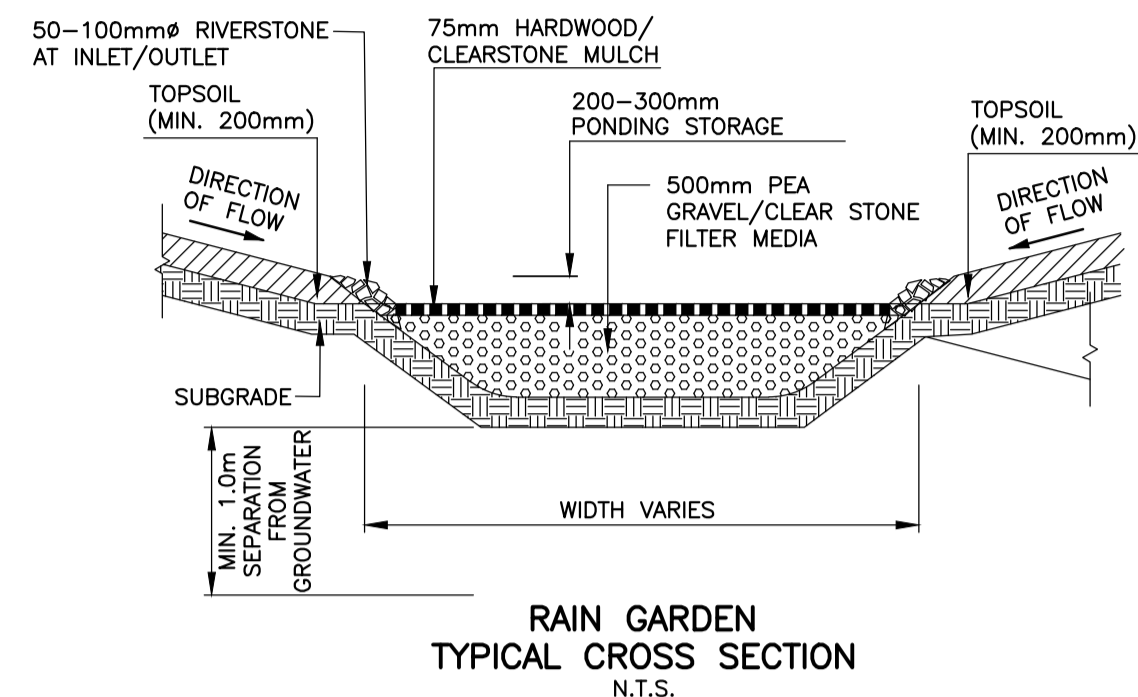 50-100mmø RIVERSTONE
AT INLET/OUTLET
75mm HARDWOOD/
CLEARSTONE MULCH
TOPSOIL
(MIN. 200mm)
200-300mm
PONDING STORAGE
TOPSOIL
(MIN. 200mm)
DIRECTION
OF FLOW
500mm PEA
GRAVEL/CLEAR STONE
FILTER MEDIA
DIRECTION
OF FLOW
SUBGRADE
MIN. 1.0m
SEPARATION
FROM
GROUNDWATER
WIDTH VARIES
RAIN GARDEN
TYPICAL CROSS SECTION
N.T.S.